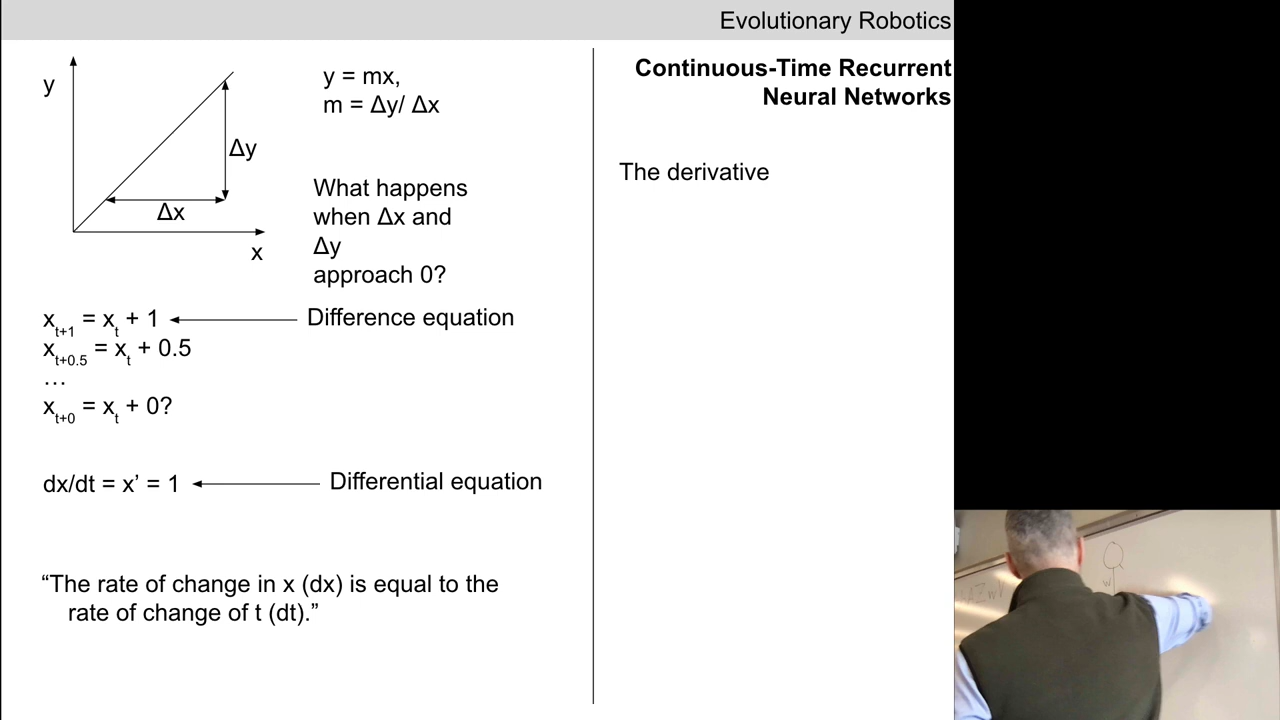 Evolutionary Robotics
Continuous-Time Recurrent
Neural Networks
The derivative
y
Δy
Δx
x
y = mx,
m = Δy/ Δx
What happens
when Δx and
Δy
approach 0?
xt+1 = xt + 1
Difference equation
xt+0.5 = xt + 0.5
…
xt+0 = xt + 0?
dx/dt = x’ = 1
Differential equation
“The rate of change in x (dx) is equal to the
rate of change of t (dt).”
w